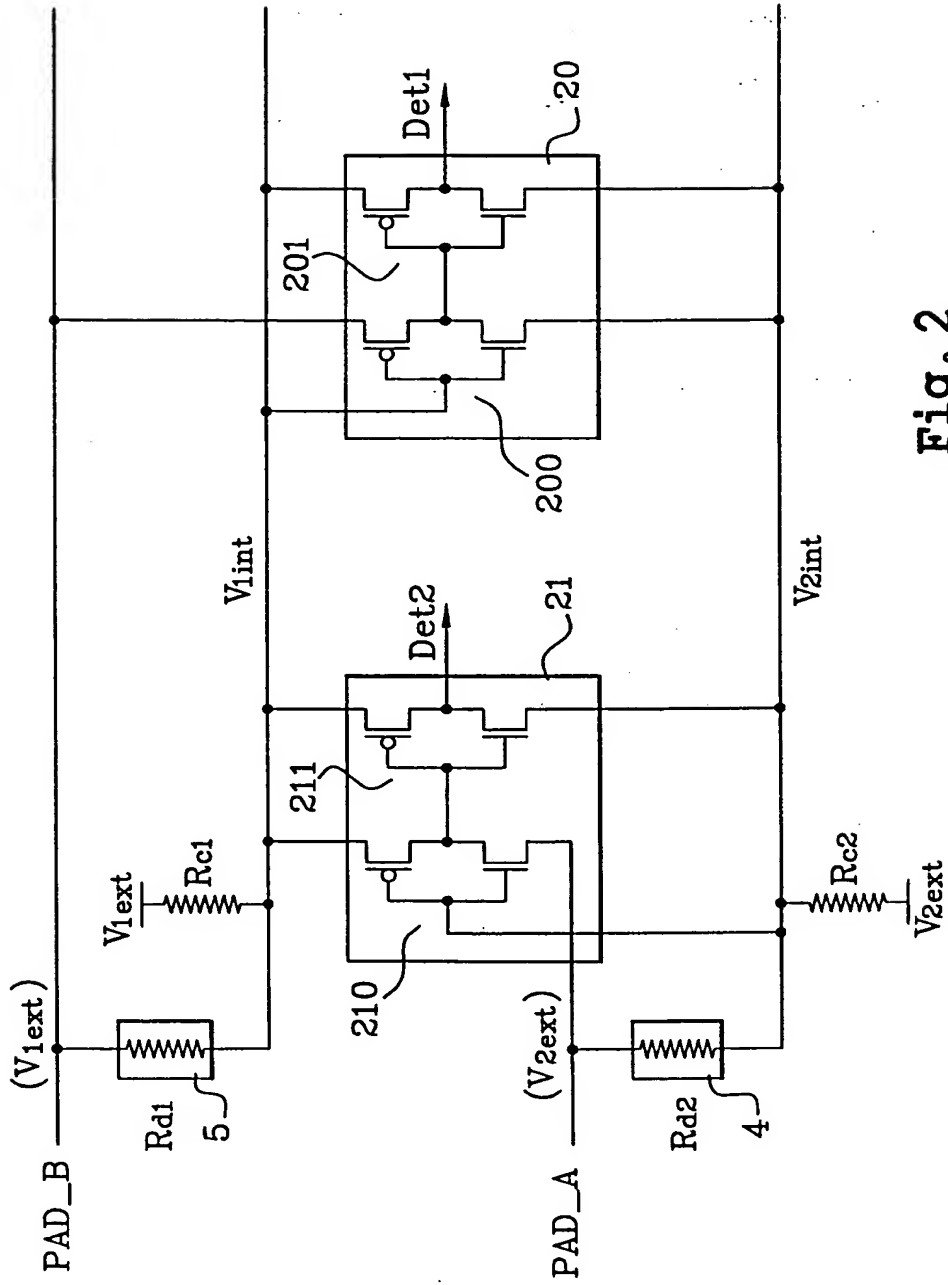 PAD_B
(V1ext)
Rd1
5
V1ext
Rc1
V1int
201
Det1
20
200
211
Det2
21
210
PAD_A
(V2ext)
Rd2
4
Rc2
V2ext
V2int
Fig. 2